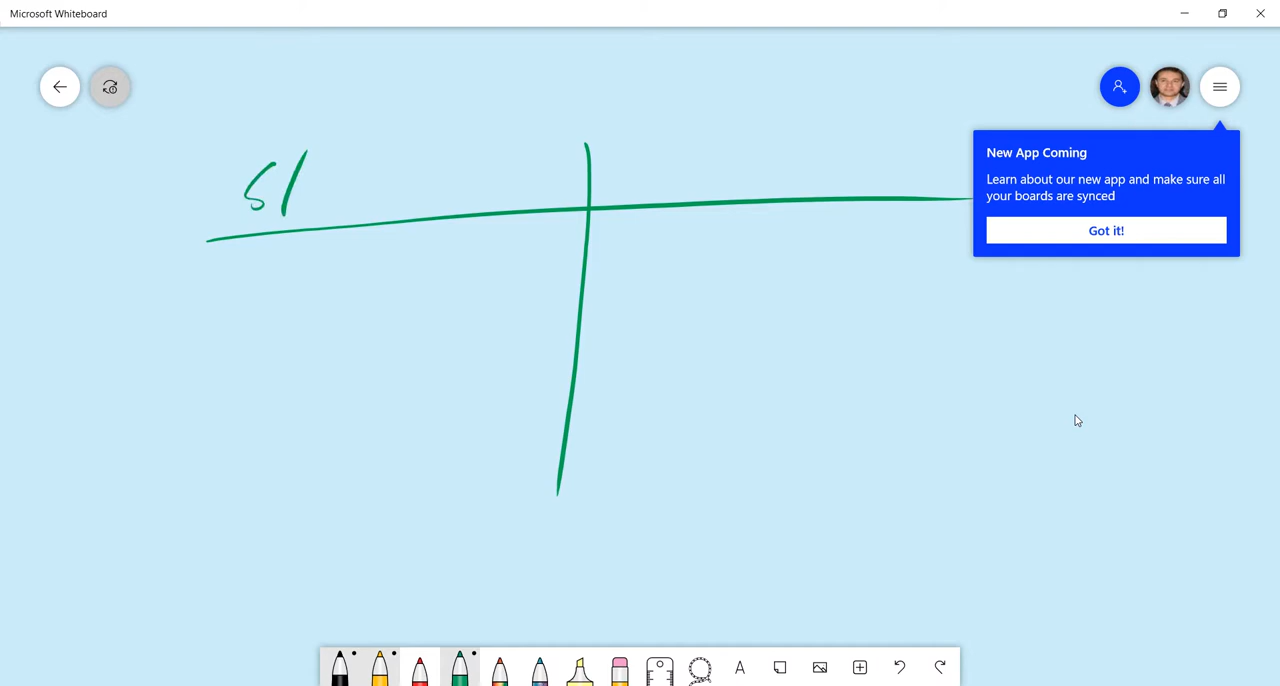 Microsoft Whiteboard
New App Coming
Learn about our new app and make sure all
your boards are synced
Got it!
A